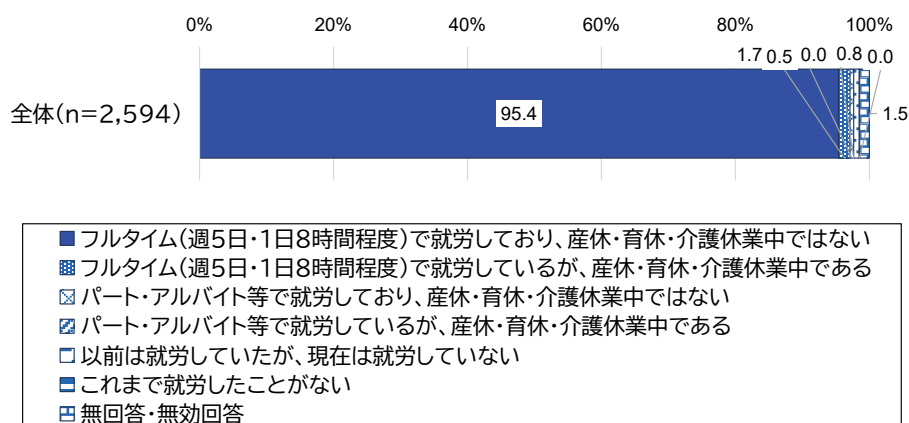 0% 20% 40% 60% 80% 100%
1.7 0.5 0.0 0.8 0.0
全体(n=2,594) 95.4 1.5
フルタイム(週5日・1日8時間程度)で就労しており、産休・育休・介護休業中ではない
フルタイム(週5日・1日8時間程度)で就労しているが、産休・育休・介護休業中である
パート・アルバイト等で就労しており、産休・育休・介護休業中ではない
パート・アルバイト等で就労しているが、産休・育休・介護休業中である
以前は就労していたが、現在は就労していない
これまで就労したことがない
無回答・無効回答